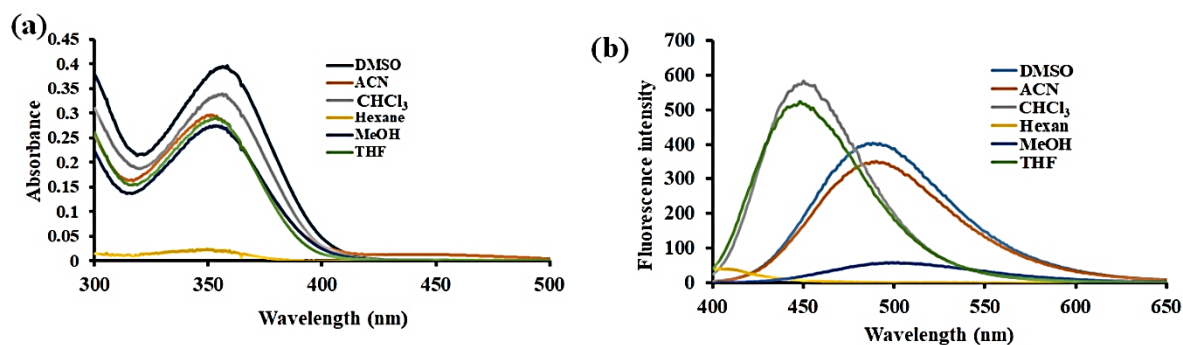 (a)
0.45
0.4
0.35
0.3
0.25
0.2
0.15
0.1
0.05
0
Absorbance
DMSO
ACN
CHCl₃
Hexane
MeOH
THF
300
350
400
450
500
Wavelength (nm)
(b)
700
600
500
400
300
200
100
0
Fluorescence intensity
DMSO
ACN
CHCl₃
Hexan
MeOH
THF
400
450
500
550
600
650
Wavelength (nm)